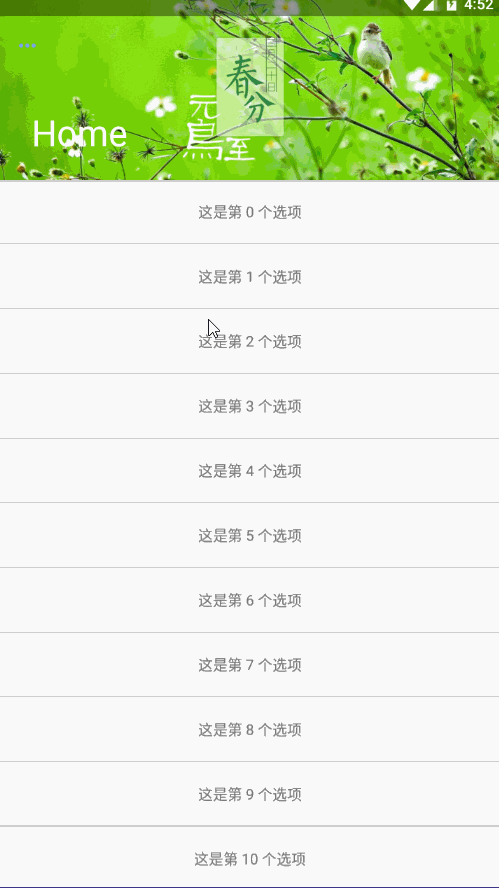 4:52
春分
元
鳥
至
Home
这是第 0 个选项
这是第 1 个选项
这是第 2 个选项
这是第 3 个选项
这是第 4 个选项
这是第 5 个选项
这是第 6 个选项
这是第 7 个选项
这是第 8 个选项
这是第 9 个选项
这是第 10 个选项